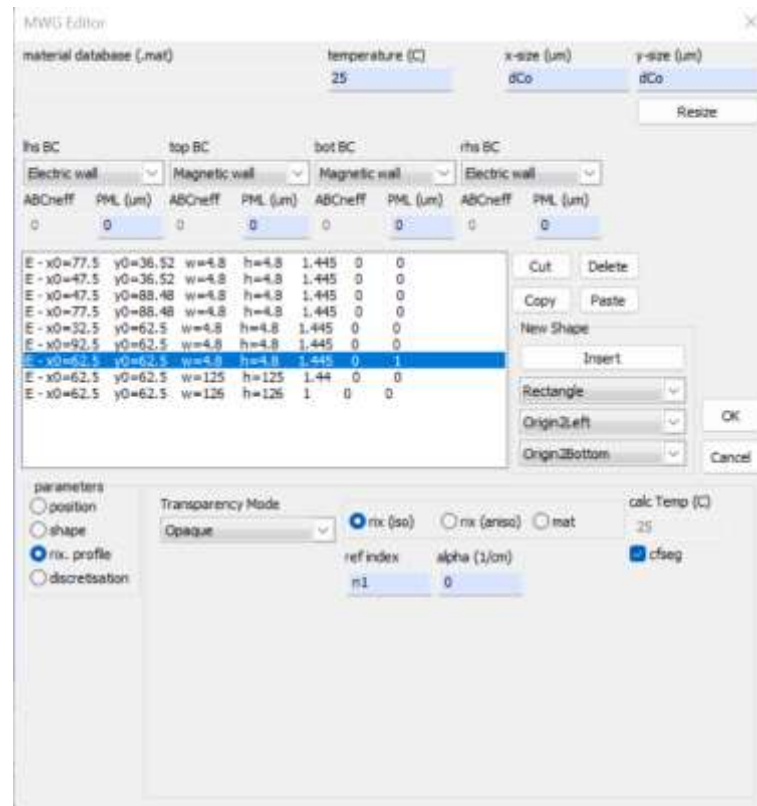 MWG Editor
material database (.mat) temperature (C) x-size (um) y-size (um)
25 dCo dCo
Resize
lhs BC top BC bot BC rhs BC
Electric wall Magnetic wall Magnetic wall Electric wall
ABCneff PML (um) ABCneff PML (um) ABCneff PML (um) ABCneff PML (um)
0 0 0 0 0 0 0 0
E - x0=77.5 y0=36.52 w=4.8 h=4.8 1.445 0 0
E - x0=47.5 y0=36.52 w=4.8 h=4.8 1.445 0 0
E - x0=47.5 y0=88.48 w=4.8 h=4.8 1.445 0 0
E - x0=77.5 y0=88.48 w=4.8 h=4.8 1.445 0 0
E - x0=32.5 y0=62.5 w=4.8 h=4.8 1.445 0 0
E - x0=92.5 y0=62.5 w=4.8 h=4.8 1.445 0 0
E - x0=62.5 y0=62.5 w=4.8 h=4.8 1.445 0 1
E - x0=62.5 y0=62.5 w=125 h=125 1.44 0 0
E - x0=62.5 y0=62.5 w=126 h=126 1 0 0
Cut Delete
Copy Paste
New Shape
Insert
Rectangle
Origin2Left
Origin2Bottom
OK
Cancel
parameters
position
shape
rix. profile
discretisation
Transparency Mode
Opaque
rix (iso) rix (aniso) mat
calc Temp (C)
25
ref index alpha (1/cm)
cfseg
n1 0